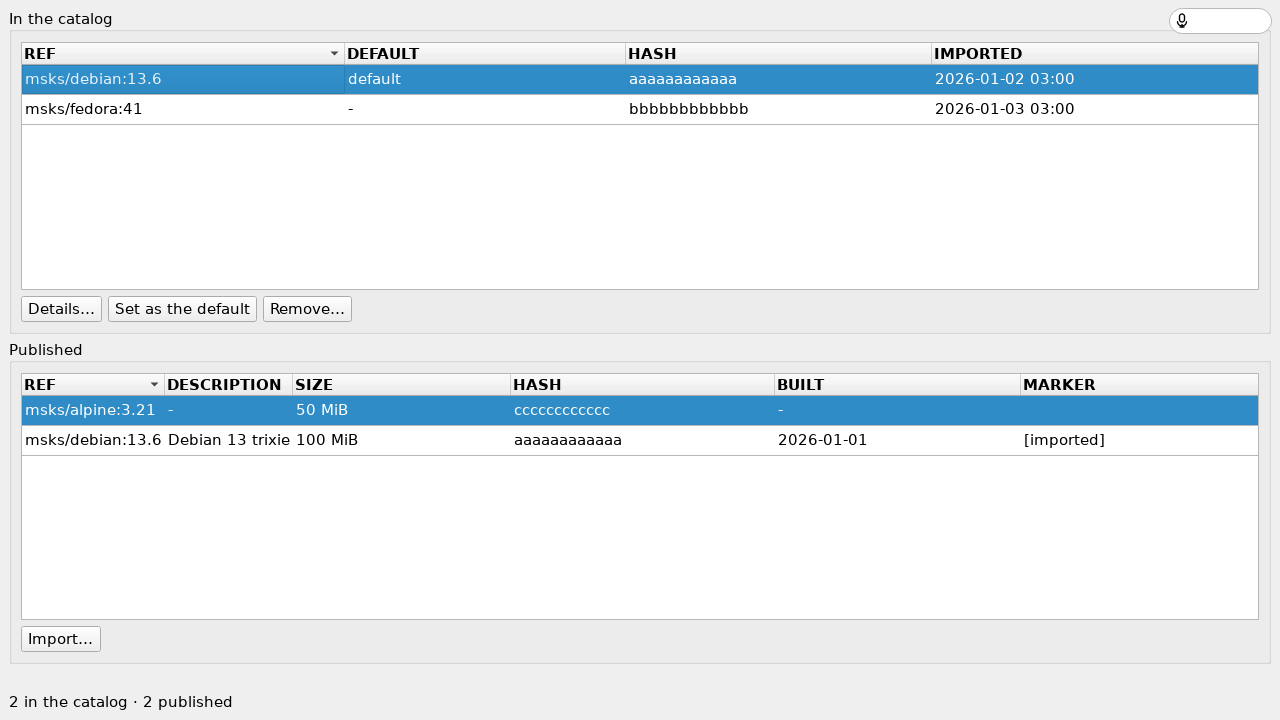 In the catalog
REF DEFAULT HASH IMPORTED
msks/debian:13.6 default aaaaaaaaaaaa 2026-01-02 03:00
msks/fedora:41 - bbbbbbbbbbbb 2026-01-03 03:00
Details... Set as the default Remove...
Published
REF DESCRIPTION SIZE HASH BUILT MARKER
msks/alpine:3.21 - 50 MiB cccccccccccc -
msks/debian:13.6 Debian 13 trixie 100 MiB aaaaaaaaaaaa 2026-01-01 [imported]
Import...
2 in the catalog · 2 published